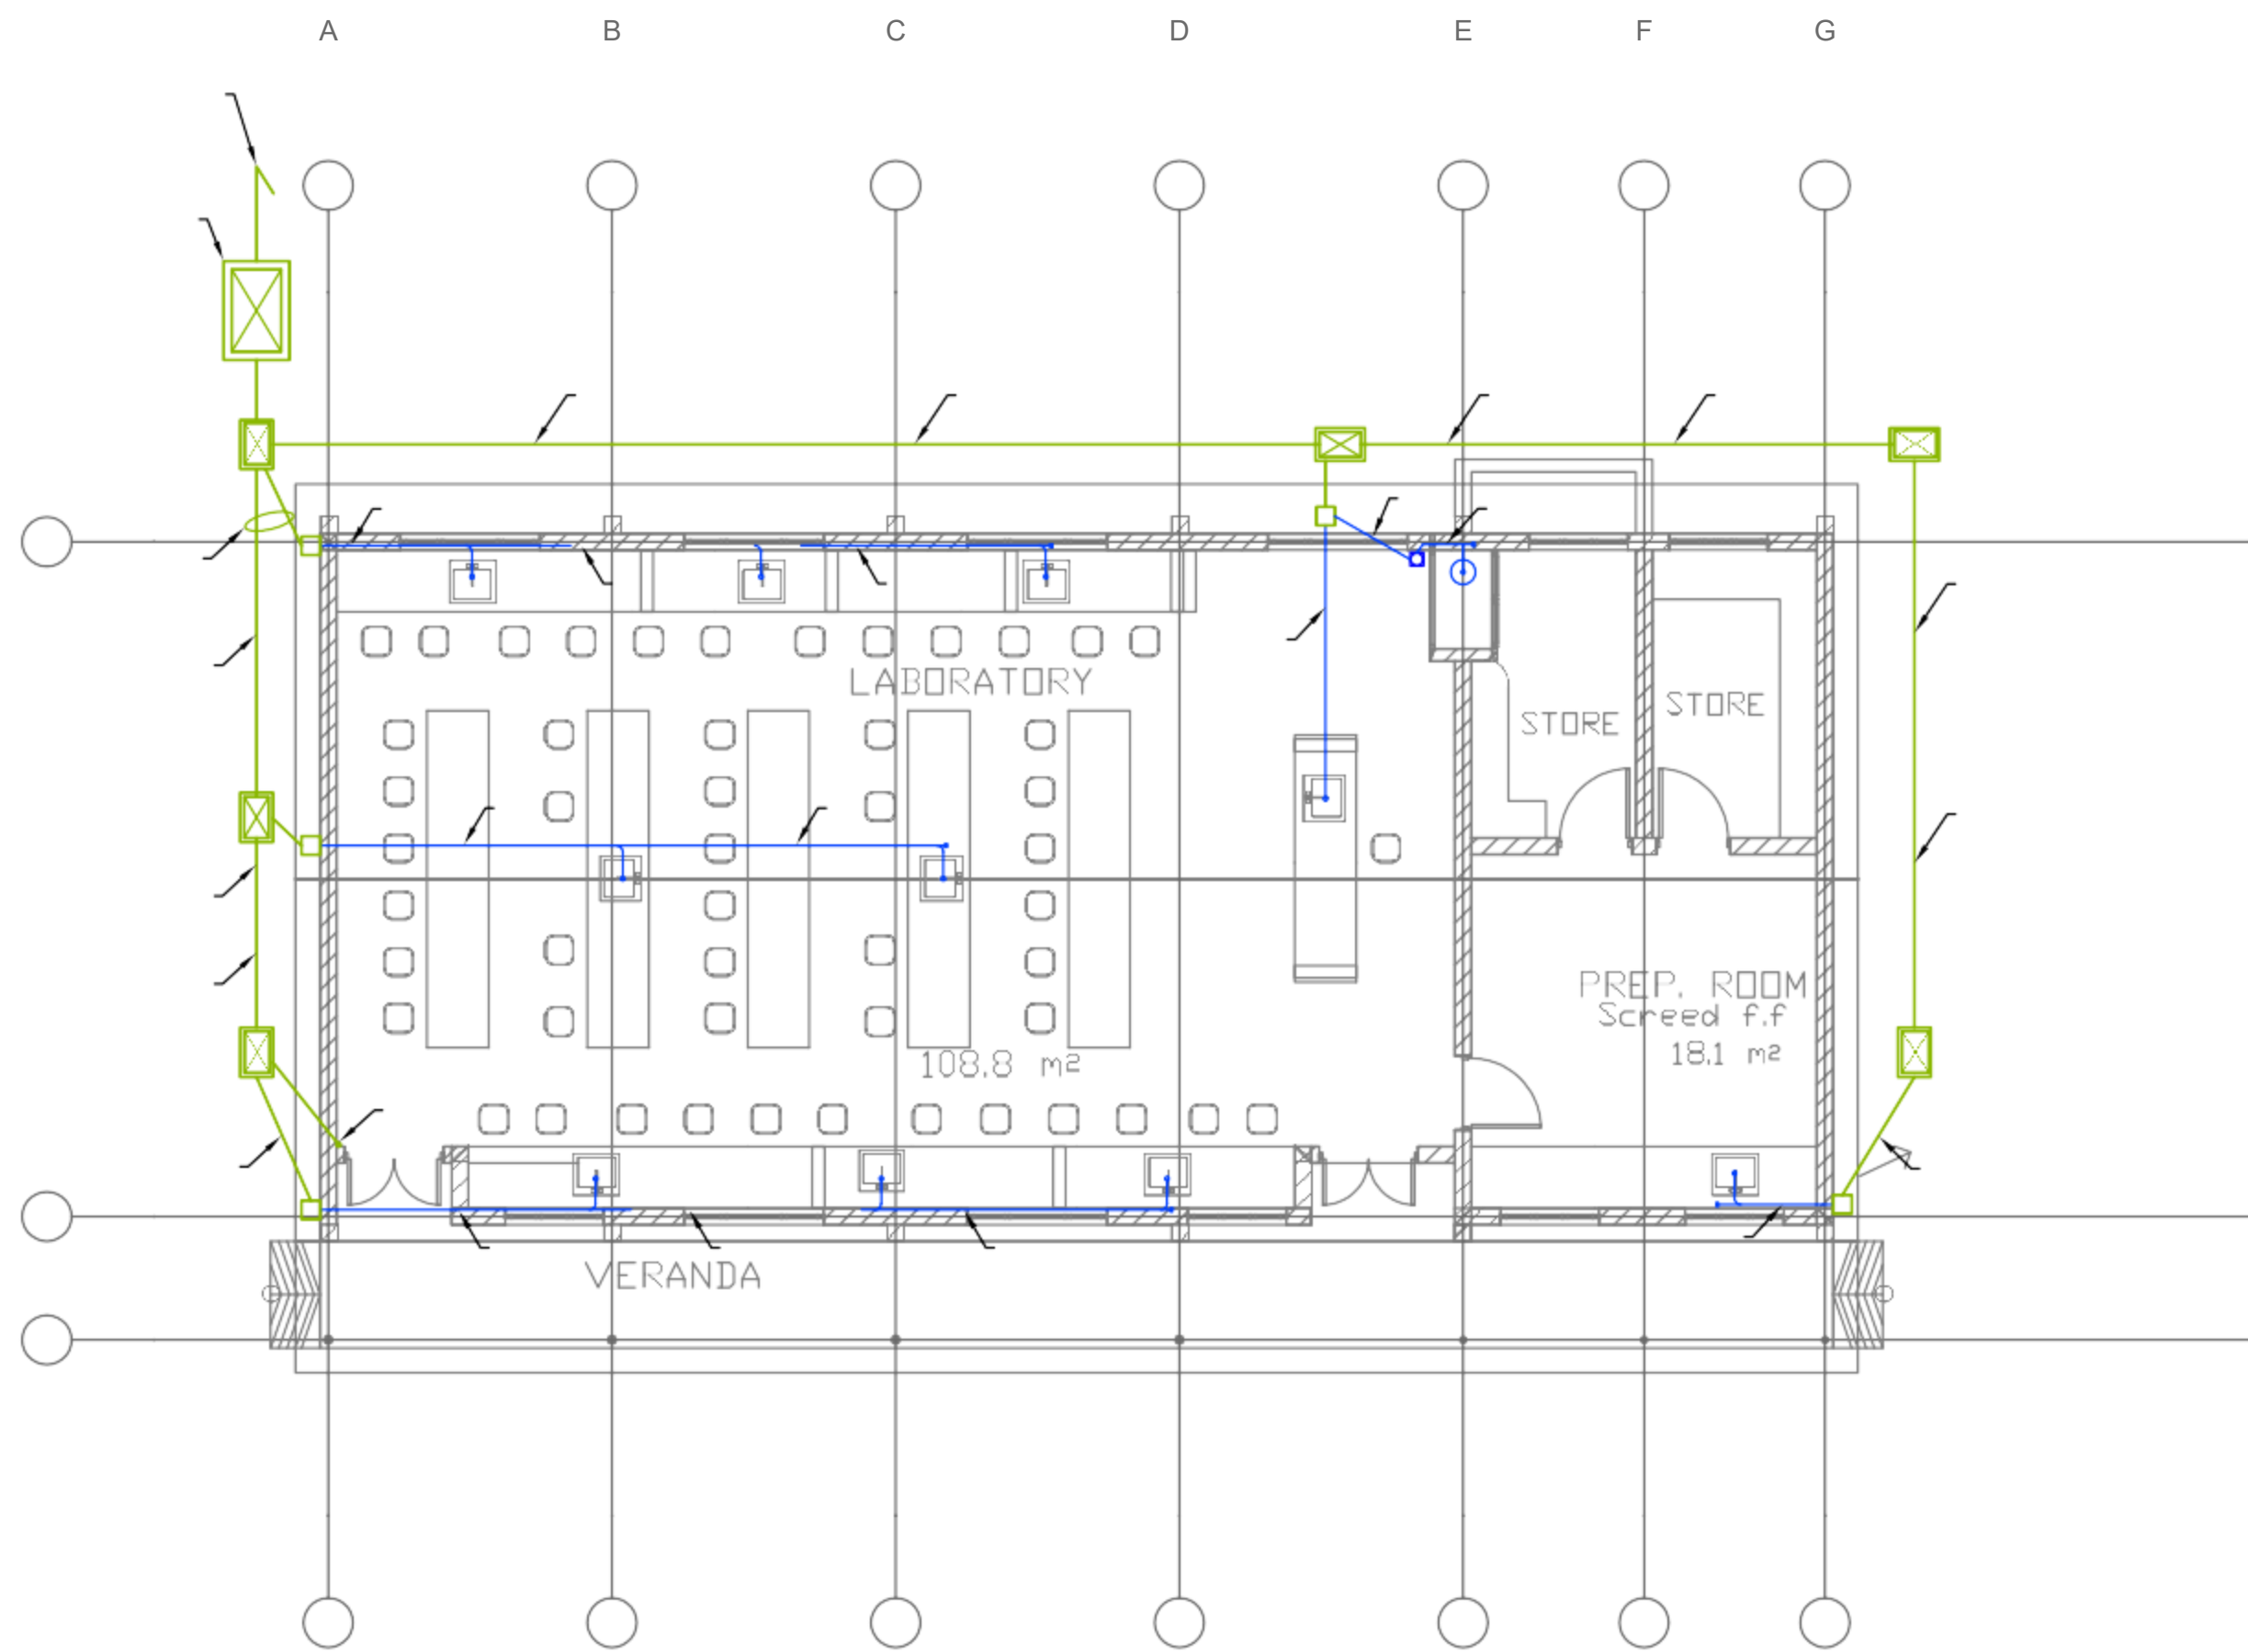 A B C D E F G
LABORATORY
STORE
STORE
PREP. ROOM
Screed f.f
18.1 m2
108.8 m2
VERANDA